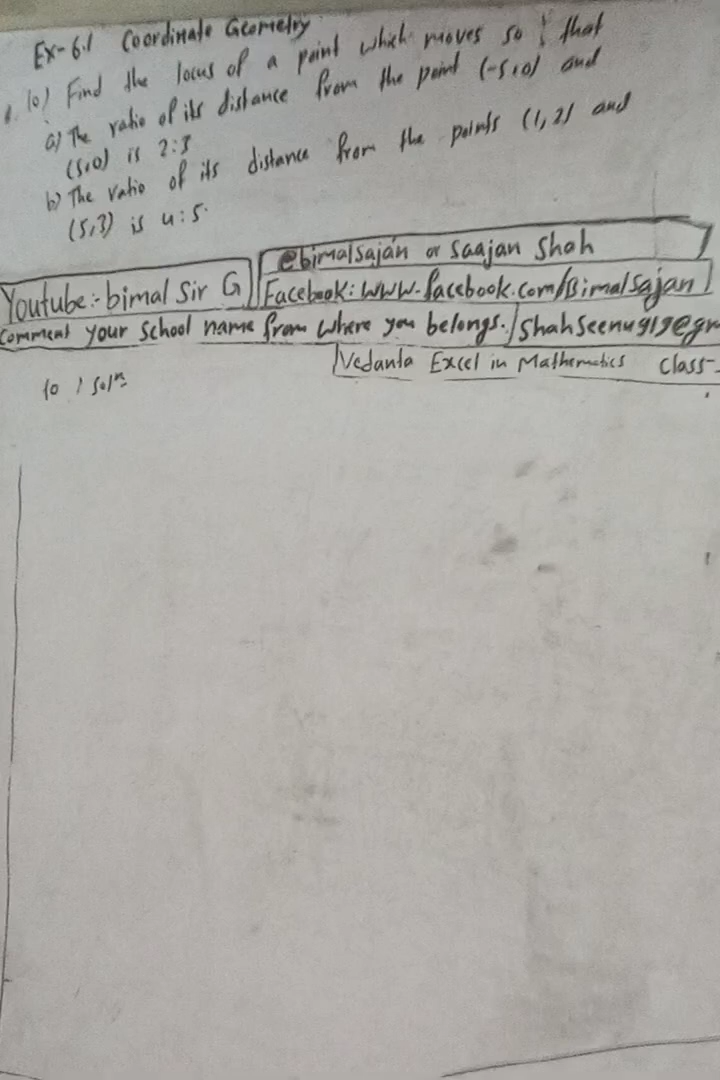 Ex-6.1 Coordinate Geometry
10) Find the locus of a point which moves so that
a) The ratio of its distance from the point (-5,0) and
(5,0) is 2:3
b) The ratio of its distance from the points (1,2) and
(5,3) is 4:5.
@bimalsajan or Saajan Shah
Youtube:- bimal Sir G
Facebook: www.facebook.com/Bimalsajan
Comment your School name from where you belongs. / Shahseenu919@gm
Vedanta Excel in Mathematics Class-
10 / solⁿ